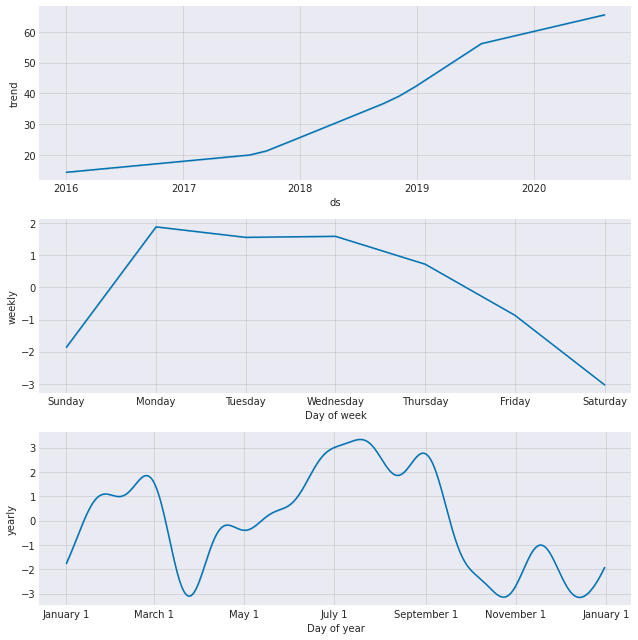 60
50
40
30
20
trend
2016 2017 2018 2019 2020
ds
2
1
0
−1
−2
−3
weekly
Sunday Monday Tuesday Wednesday Thursday Friday Saturday
Day of week
3
2
1
0
−1
−2
−3
yearly
January 1 March 1 May 1 July 1 September 1 November 1 January 1
Day of year